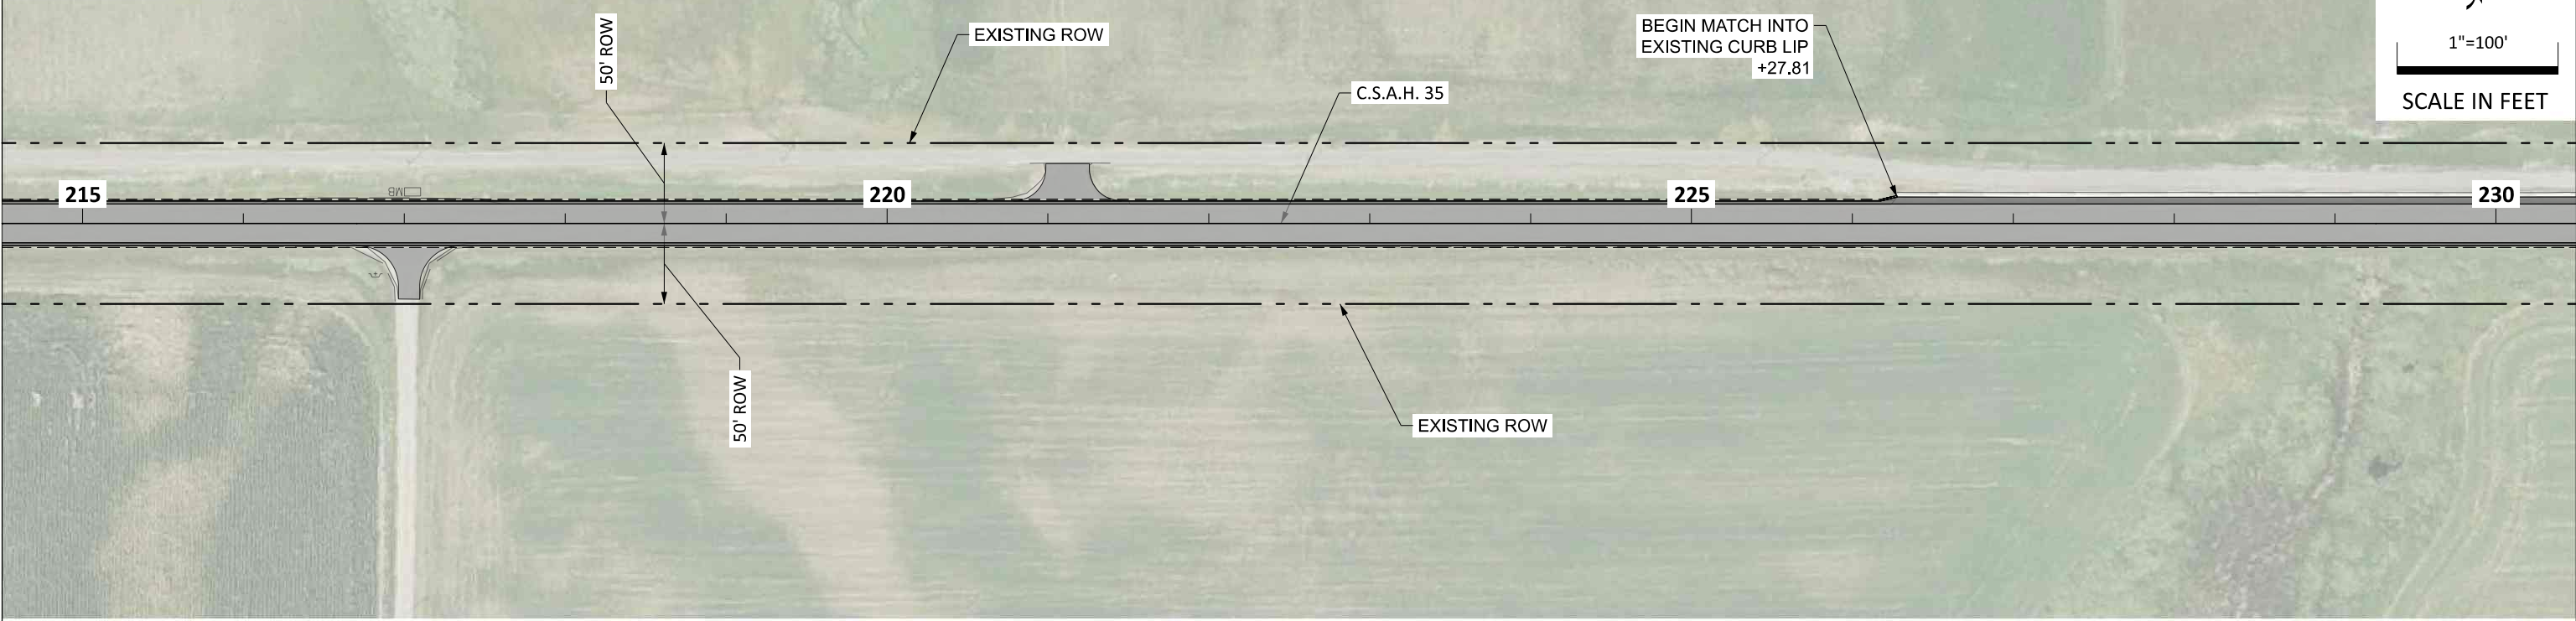 50' ROW
EXISTING ROW
BEGIN MATCH INTO
EXISTING CURB LIP
+27.81
C.S.A.H. 35
1"=100'
SCALE IN FEET
215
MB
220
225
230
50' ROW
EXISTING ROW